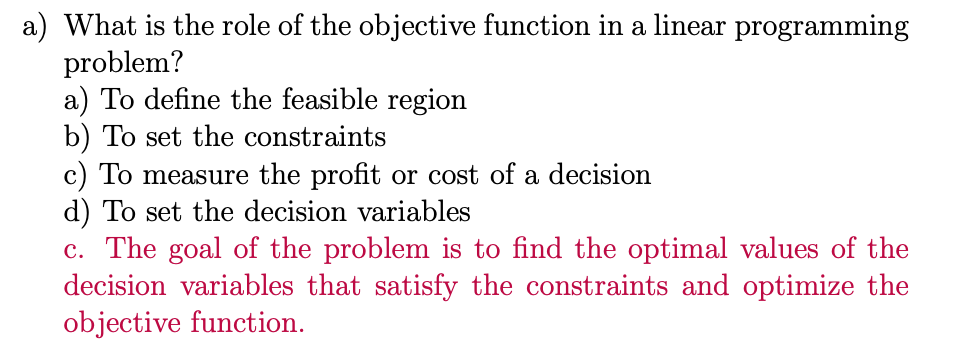 a) What is the role of the objective function in a linear programming
problem?
a) To define the feasible region
b) To set the constraints
c) To measure the profit or cost of a decision
d) To set the decision variables
c. The goal of the problem is to find the optimal values of the
decision variables that satisfy the constraints and optimize the
objective function.